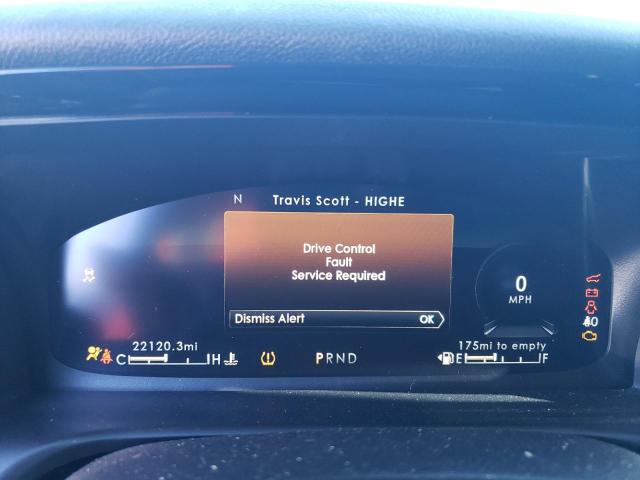 N
Travis Scott - HIGHE
Drive Control
Fault
Service Required
Dismiss Alert
OK
0
MPH
22120.3mi
C H
PRND
175mi to empty
E F